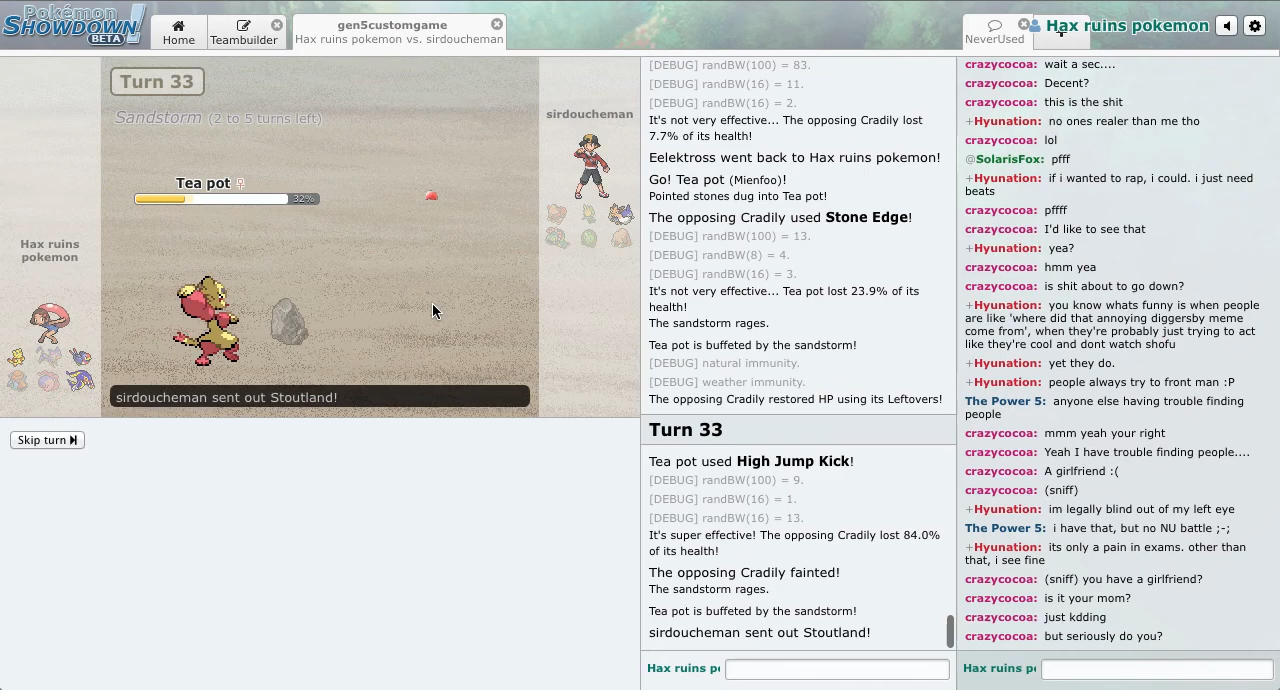 Pokémon
SHOWDOWN!
BETA
Home
Teambuilder
gen5customgame
Hax ruins pokemon vs. sirdoucheman
NeverUsed
Hax ruins pokemon
Turn 33
Sandstorm (2 to 5 turns left)
Tea pot ♀
32%
Hax ruins
pokemon
sirdoucheman
sirdoucheman sent out Stoutland!
Skip turn
[DEBUG] randBW(100) = 83.
[DEBUG] randBW(16) = 11.
[DEBUG] randBW(16) = 2.
It's not very effective... The opposing Cradily lost
7.7% of its health!
Eelektross went back to Hax ruins pokemon!
Go! Tea pot (Mienfoo)!
Pointed stones dug into Tea pot!
The opposing Cradily used Stone Edge!
[DEBUG] randBW(100) = 13.
[DEBUG] randBW(8) = 4.
[DEBUG] randBW(16) = 3.
It's not very effective... Tea pot lost 23.9% of its
health!
The sandstorm rages.
Tea pot is buffeted by the sandstorm!
[DEBUG] natural immunity.
[DEBUG] weather immunity.
The opposing Cradily restored HP using its Leftovers!
Turn 33
Tea pot used High Jump Kick!
[DEBUG] randBW(100) = 9.
[DEBUG] randBW(16) = 1.
[DEBUG] randBW(16) = 13.
It's super effective! The opposing Cradily lost 84.0%
of its health!
The opposing Cradily fainted!
The sandstorm rages.
Tea pot is buffeted by the sandstorm!
sirdoucheman sent out Stoutland!
Hax ruins p
crazycocoa: wait a sec....
crazycocoa: Decent?
crazycocoa: this is the shit
+Hyunation: no ones realer than me tho
crazycocoa: lol
@SolarisFox: pfff
+Hyunation: if i wanted to rap, i could. i just need
beats
crazycocoa: pffff
crazycocoa: I'd like to see that
+Hyunation: yea?
crazycocoa: hmm yea
crazycocoa: is shit about to go down?
+Hyunation: you know whats funny is when people
are like 'where did that annoying diggersby meme
come from', when they're probably just trying to act
like they're cool and dont watch shofu
+Hyunation: yet they do.
+Hyunation: people always try to front man :P
The Power 5: anyone else having trouble finding
people
crazycocoa: mmm yeah your right
crazycocoa: Yeah I have trouble finding people....
crazycocoa: A girlfriend :(
crazycocoa: (sniff)
+Hyunation: im legally blind out of my left eye
The Power 5: i have that, but no NU battle ;-;
+Hyunation: its only a pain in exams. other than
that, i see fine
crazycocoa: (sniff) you have a girlfriend?
crazycocoa: is it your mom?
crazycocoa: just kdding
crazycocoa: but seriously do you?
Hax ruins p